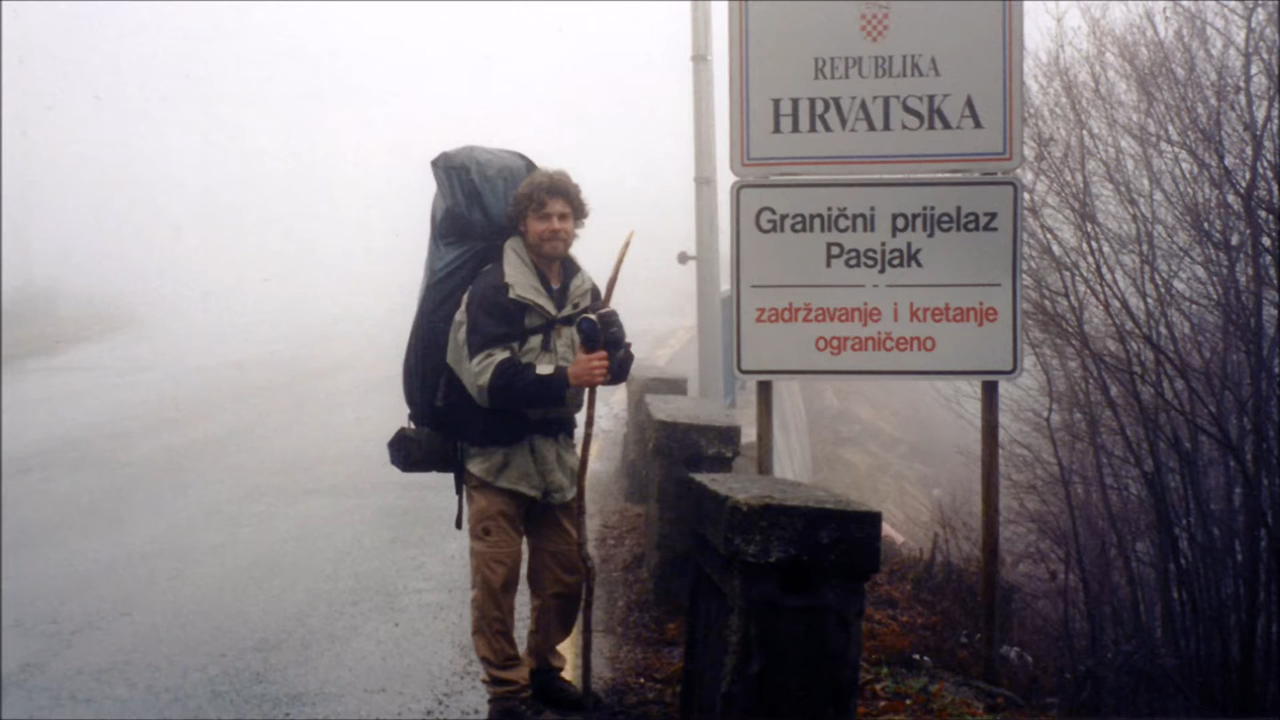 REPUBLIKA
HRVATSKA
Granični prijelaz
Pasjak
zadržavanje i kretanje
ograničeno